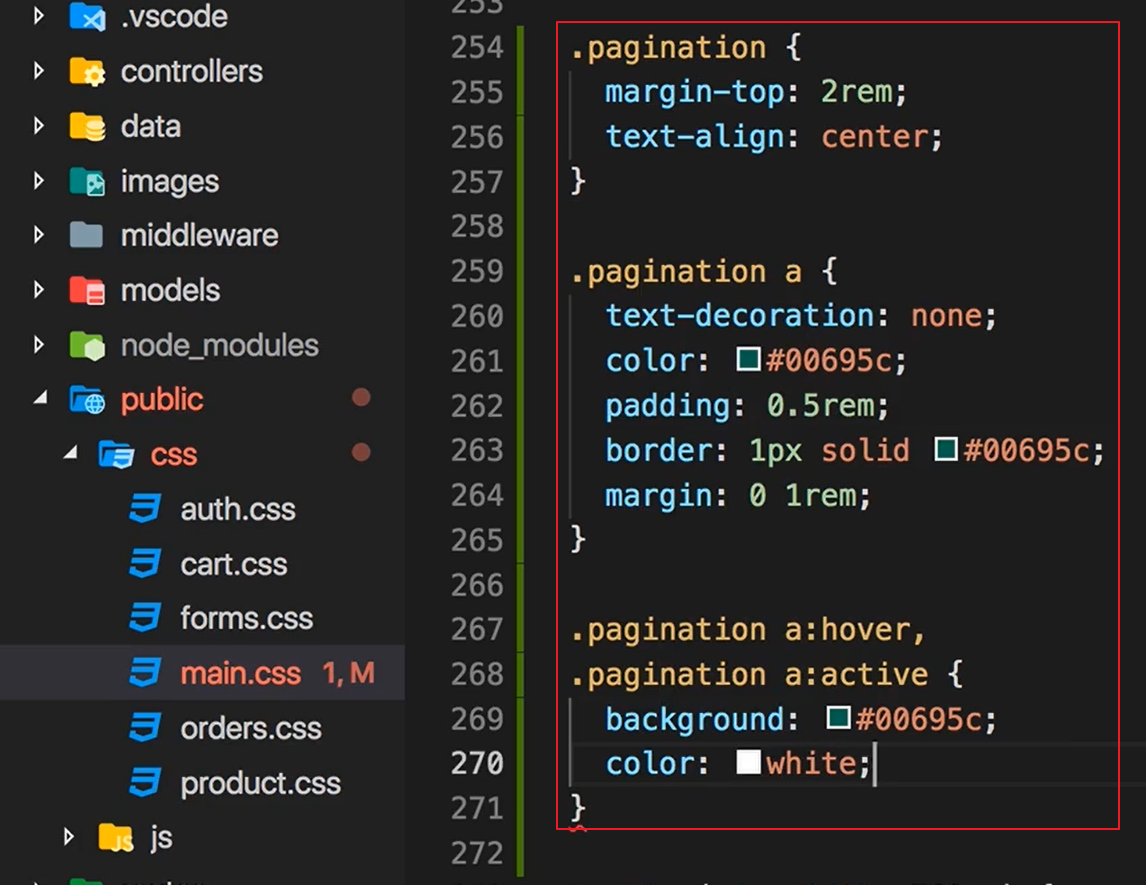 .vscode
controllers
data
images
middleware
models
node_modules
public
css
auth.css
cart.css
forms.css
main.css 1, M
orders.css
product.css
js
253
254 .pagination {
255 margin-top: 2rem;
256 text-align: center;
257 }
258
259 .pagination a {
260 text-decoration: none;
261 color: #00695c;
262 padding: 0.5rem;
263 border: 1px solid #00695c;
264 margin: 0 1rem;
265 }
266
267 .pagination a:hover,
268 .pagination a:active {
269 background: #00695c;
270 color: white;
271 }
272